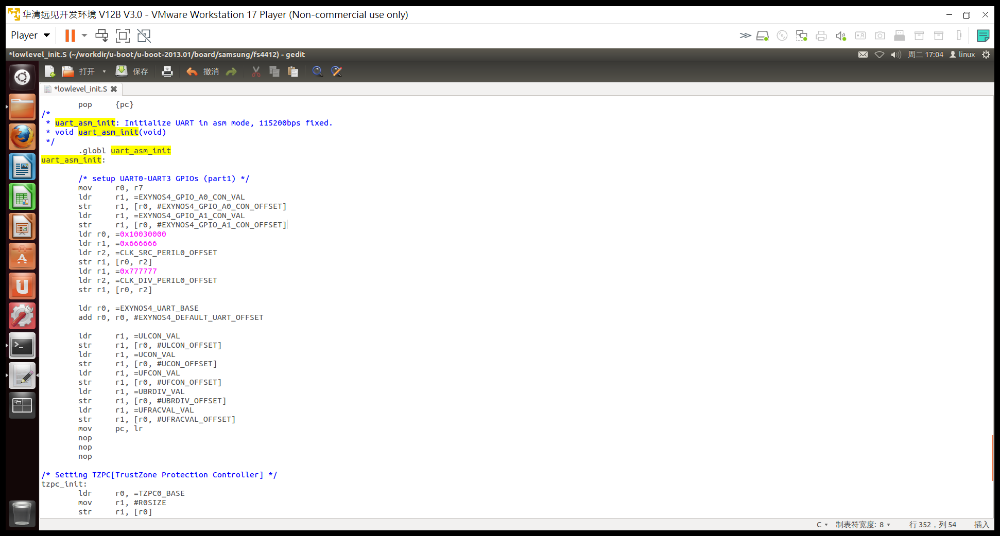 华清远见开发环境 V12B V3.0 - VMware Workstation 17 Player (Non-commercial use only)
Player
*lowlevel_init.S (~/workdir/u-boot/u-boot-2013.01/board/samsung/fs4412) - gedit
周二 17:04 linux
打开 保存 撤消
*lowlevel_init.S
pop {pc}
/*
* uart_asm_init: Initialize UART in asm mode, 115200bps fixed.
* void uart_asm_init(void)
*/
.globl uart_asm_init
uart_asm_init:
/* setup UART0-UART3 GPIOs (part1) */
mov r0, r7
ldr r1, =EXYNOS4_GPIO_A0_CON_VAL
str r1, [r0, #EXYNOS4_GPIO_A0_CON_OFFSET]
ldr r1, =EXYNOS4_GPIO_A1_CON_VAL
str r1, [r0, #EXYNOS4_GPIO_A1_CON_OFFSET]
ldr r0, =0x10030000
ldr r1, =0x666666
ldr r2, =CLK_SRC_PERIL0_OFFSET
str r1, [r0, r2]
ldr r1, =0x777777
ldr r2, =CLK_DIV_PERIL0_OFFSET
str r1, [r0, r2]
ldr r0, =EXYNOS4_UART_BASE
add r0, r0, #EXYNOS4_DEFAULT_UART_OFFSET
ldr r1, =ULCON_VAL
str r1, [r0, #ULCON_OFFSET]
ldr r1, =UCON_VAL
str r1, [r0, #UCON_OFFSET]
ldr r1, =UFCON_VAL
str r1, [r0, #UFCON_OFFSET]
ldr r1, =UBRDIV_VAL
str r1, [r0, #UBRDIV_OFFSET]
ldr r1, =UFRACVAL_VAL
str r1, [r0, #UFRACVAL_OFFSET]
mov pc, lr
nop
nop
nop
/* Setting TZPC[TrustZone Protection Controller] */
tzpc_init:
ldr r0, =TZPC0_BASE
mov r1, #R0SIZE
str r1, [r0]
C 制表符宽度: 8 行 352，列 54 插入